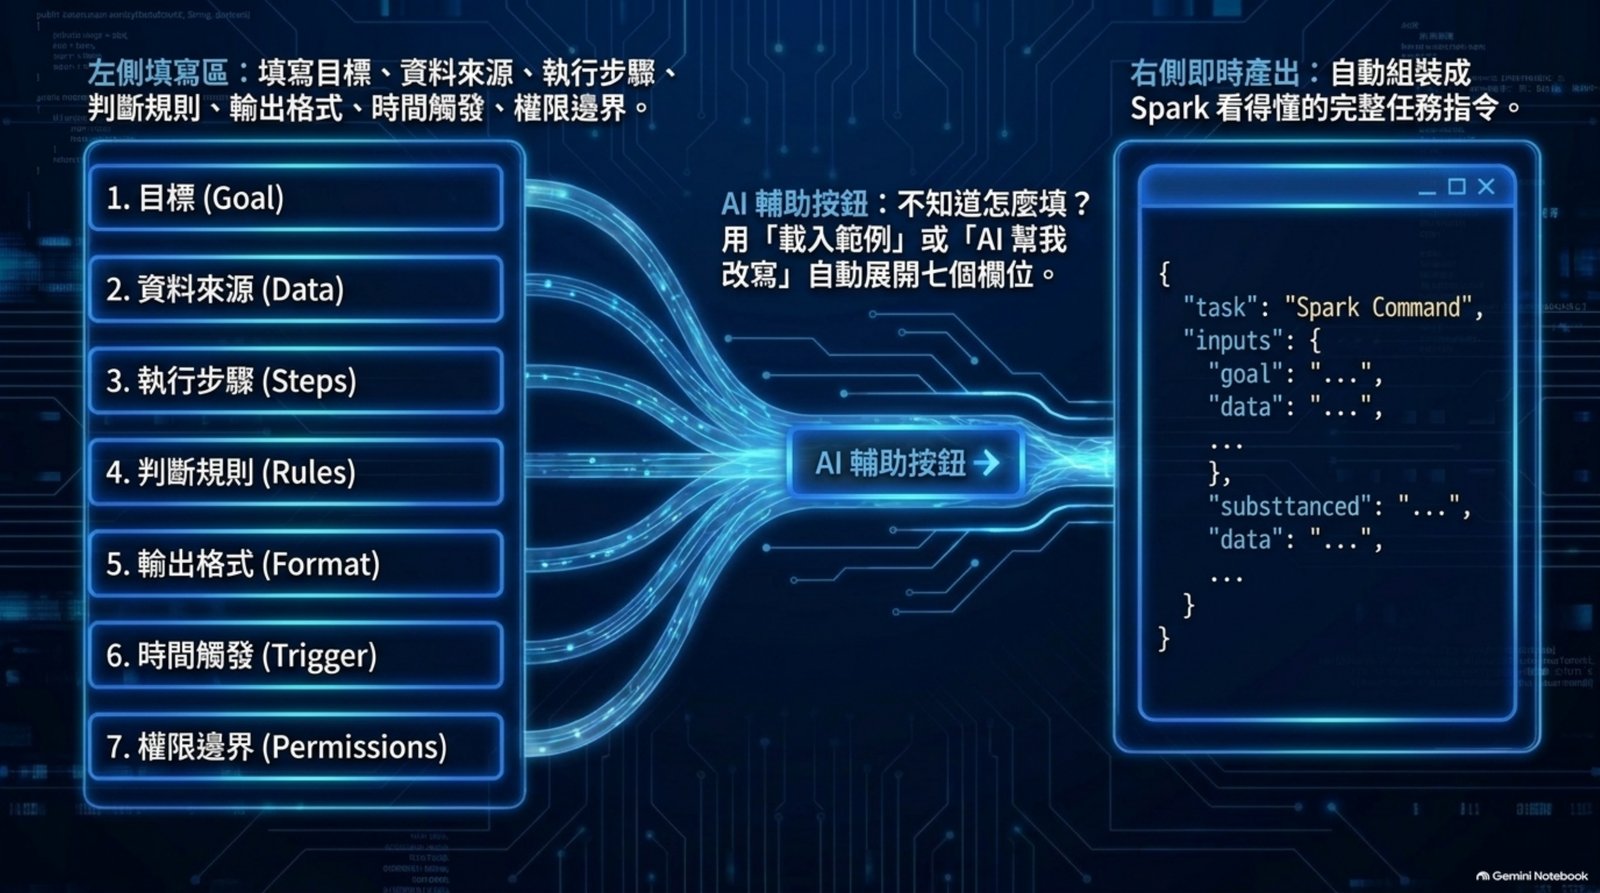 左側填寫區：填寫目標、資料來源、執行步驟、
判斷規則、輸出格式、時間觸發、權限邊界。
1. 目標 (Goal)
2. 資料來源 (Data)
3. 執行步驟 (Steps)
4. 判斷規則 (Rules)
5. 輸出格式 (Format)
6. 時間觸發 (Trigger)
7. 權限邊界 (Permissions)
AI 輔助按鈕：不知道怎麼填？
用「載入範例」或「AI 幫我
改寫」自動展開七個欄位。
AI 輔助按鈕→
右側即時產出：自動組裝成
Spark 看得懂的完整任務指令。
{
"task": "Spark Command",
"inputs": {
"goal": "...",
"data": "...",
...
},
"substtanced": "...",
"data": "...",
...
}
}
Gemini Notebook